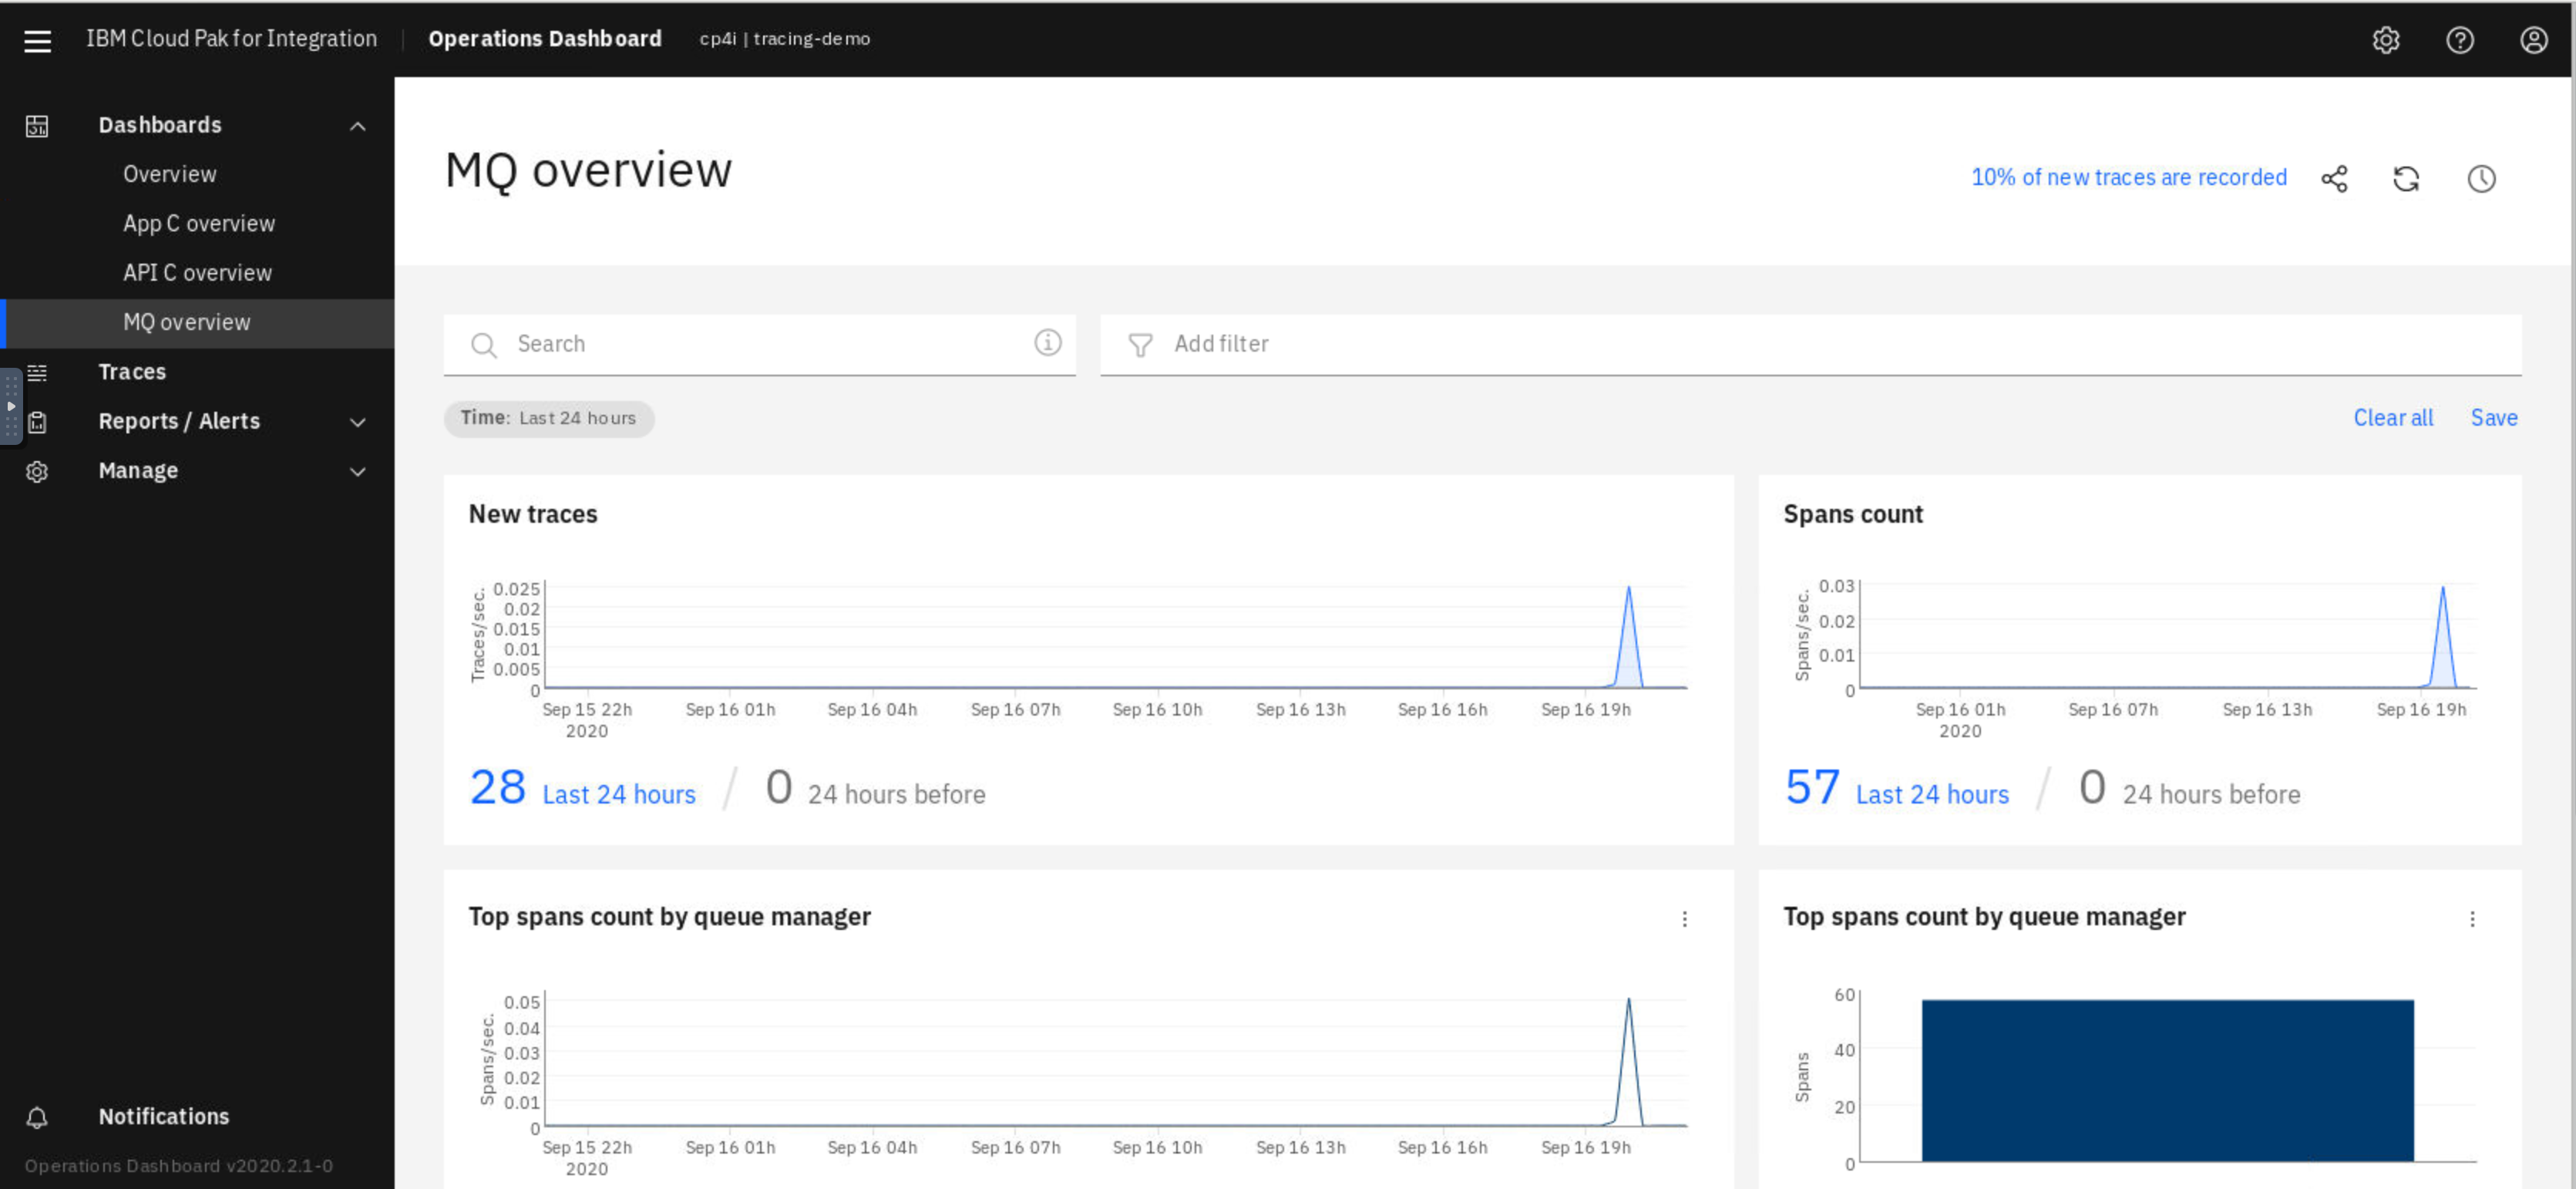 IBM Cloud Pak for Integration
Operations Dashboard
cp4i | tracing-demo
Dashboards
Overview
App C overview
API C overview
MQ overview
Traces
Reports / Alerts
Manage
Notifications
Operations Dashboard v2020.2.1-0
MQ overview
10% of new traces are recorded
Search
Add filter
Time: Last 24 hours
Clear all
Save
New traces
Traces/sec.
0.025
0.02
0.015
0.01
0.005
0
Sep 15 22h Sep 16 01h Sep 16 04h Sep 16 07h Sep 16 10h Sep 16 13h Sep 16 16h Sep 16 19h
2020
28 Last 24 hours / 0 24 hours before
Spans count
Spans/sec.
0.03
0.02
0.01
0
Sep 16 01h Sep 16 07h Sep 16 13h Sep 16 19h
2020
57 Last 24 hours / 0 24 hours before
Top spans count by queue manager
Spans/sec.
0.05
0.04
0.03
0.02
0.01
0
Sep 15 22h Sep 16 01h Sep 16 04h Sep 16 07h Sep 16 10h Sep 16 13h Sep 16 16h Sep 16 19h
2020
Top spans count by queue manager
Spans
60
40
20
0